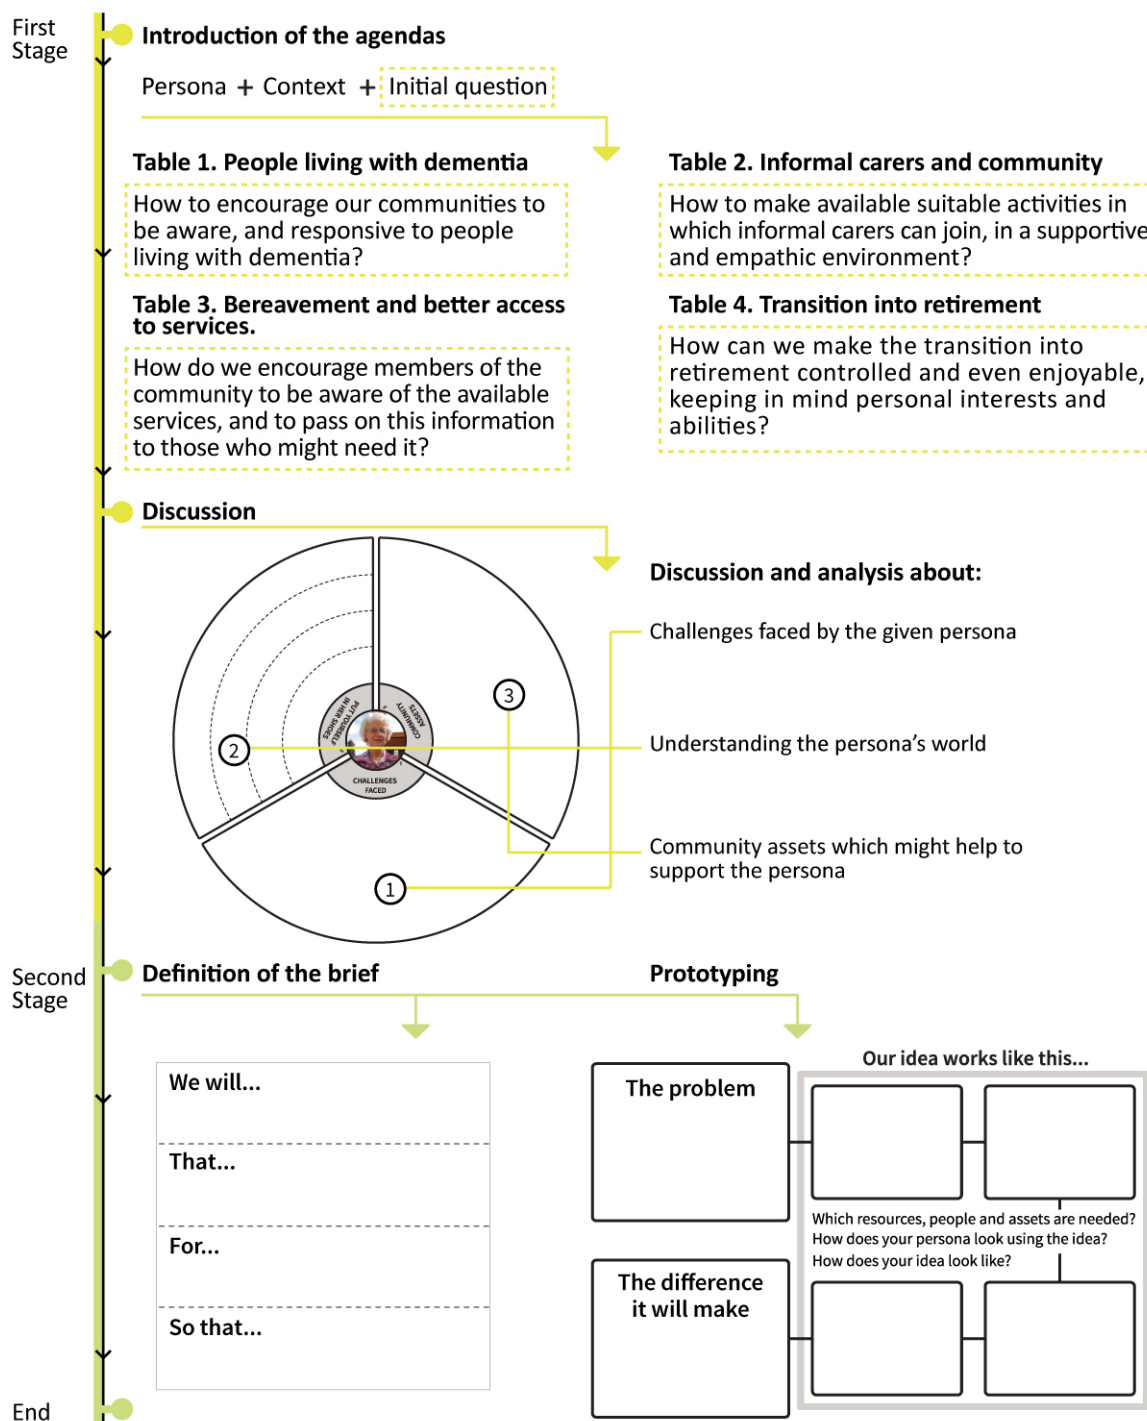 First
Stage
Introduction of the agendas
Persona + Context + Initial question
Table 1. People living with dementia
How to encourage our communities to
be aware, and responsive to people
living with dementia?
Table 2. Informal carers and community
How to make available suitable activities in
which informal carers can join, in a supportive
and empathic environment?
Table 3. Bereavement and better access
to services.
How do we encourage members of the
community to be aware of the available
services, and to pass on this information
to those who might need it?
Table 4. Transition into retirement
How can we make the transition into
retirement controlled and even enjoyable,
keeping in mind personal interests and
abilities?
Discussion
Discussion and analysis about:
Challenges faced by the given persona
Understanding the persona's world
Community assets which might help to
support the persona
2
PUT YOURSELF
IN HER SHOES
3
COMMUNITY
ASSETS
CHALLENGES
FACED
1
Second
Stage
Definition of the brief
We will...
That...
For...
So that...
Prototyping
The problem
Our idea works like this...
Which resources, people and assets are needed?
How does your persona look using the idea?
How does your idea look like?
The difference
it will make
End